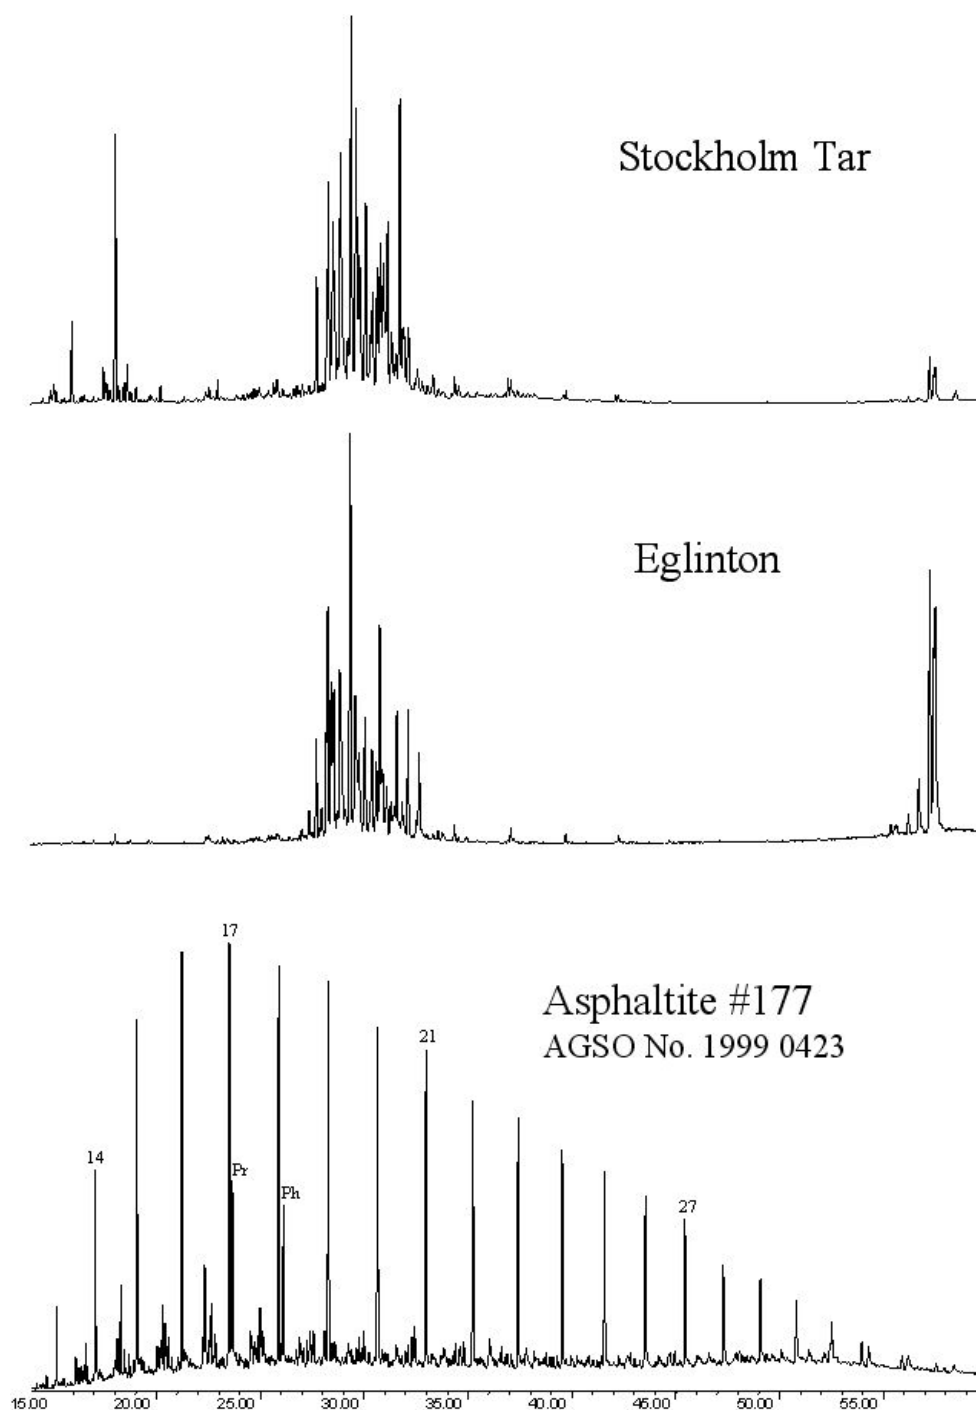 Stockholm Tar
Eglinton
17
Asphaltite #177
AGSO No. 1999 0423
21
14
Pr
Ph
27
15.00 20.00 25.00 30.00 35.00 40.00 45.00 50.00 55.00